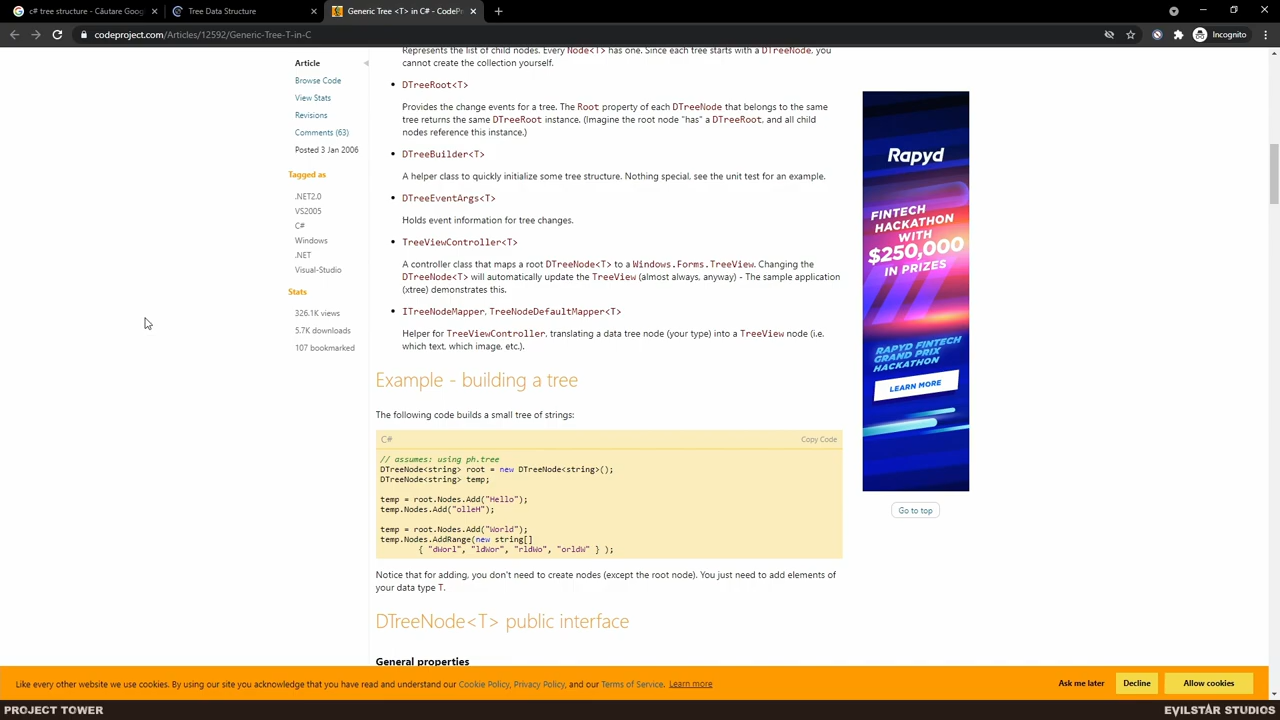 c# tree structure - Căutare Goog
Tree Data Structure
Generic Tree <T> in C# - CodePr
codeproject.com/Articles/12592/Generic-Tree-T-in-C
Incognito
Article
Browse Code
View Stats
Revisions
Comments (63)
Posted 3 Jan 2006
Tagged as
.NET2.0
VS2005
C#
Windows
.NET
Visual-Studio
Stats
326.1K views
5.7K downloads
107 bookmarked
Represents the list of child nodes. Every Node<T> has one. Since each tree starts with a DTreeNode, you
cannot create the collection yourself.
• DTreeRoot<T>
Provides the change events for a tree. The Root property of each DTreeNode that belongs to the same
tree returns the same DTreeRoot instance. (Imagine the root node "has" a DTreeRoot, and all child
nodes reference this instance.)
• DTreeBuilder<T>
A helper class to quickly initialize some tree structure. Nothing special, see the unit test for an example.
• DTreeEventArgs<T>
Holds event information for tree changes.
• TreeViewController<T>
A controller class that maps a root DTreeNode<T> to a Windows.Forms.TreeView. Changing the
DTreeNode<T> will automatically update the TreeView (almost always, anyway) - The sample application
(xtree) demonstrates this.
• ITreeNodeMapper, TreeNodeDefaultMapper<T>
Helper for TreeViewController, translating a data tree node (your type) into a TreeView node (i.e.
which text, which image, etc.).
Example - building a tree
The following code builds a small tree of strings:
C#
Copy Code
// assumes: using ph.tree
DTreeNode<string> root = new DTreeNode<string>();
DTreeNode<string> temp;
temp = root.Nodes.Add("Hello");
temp.Nodes.Add("olleH");
temp = root.Nodes.Add("World");
temp.Nodes.AddRange(new string[]
{ "dWorl", "ldWor", "rldWo", "orldW" } );
Notice that for adding, you don't need to create nodes (except the root node). You just need to add elements of
your data type T.
DTreeNode<T> public interface
General properties
Rapyd
FINTECH
HACKATHON
WITH
$250,000
IN PRIZES
RAPYD FINTECH
GRAND PRIX
HACKATHON
LEARN MORE
Go to top
Like every other website we use cookies. By using our site you acknowledge that you have read and understand our Cookie Policy, Privacy Policy, and our Terms of Service. Learn more
Ask me later
Decline
Allow cookies
PROJECT TOWER
EVILSTAR STUDIOS